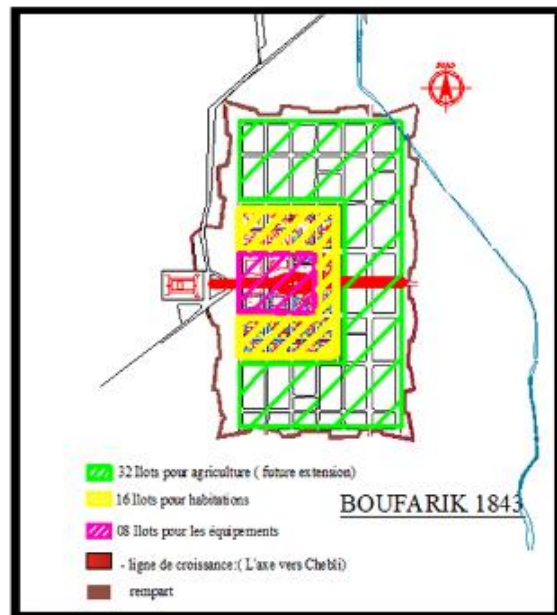 32 Ilots pour agriculture ( future extension)
16 Ilots pour habitations
BOUFARIK 1843
08 Ilots pour les équipements
- ligne de croissance:( L'axe vers Chebli)
rempart